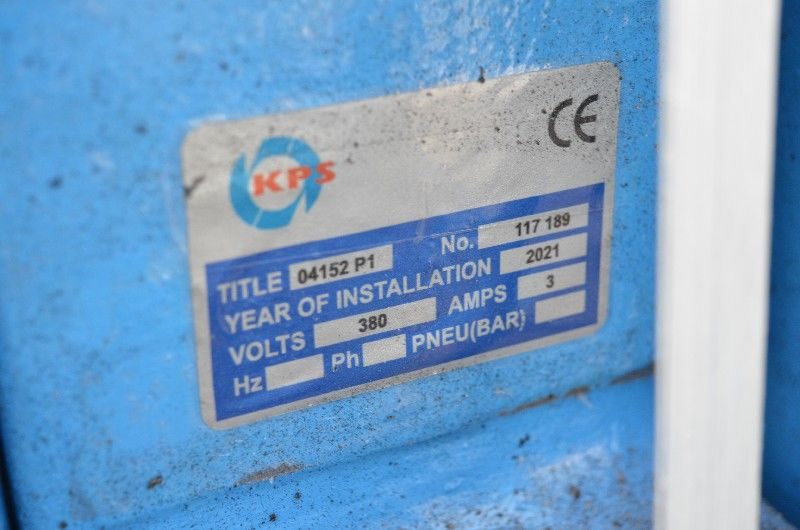 CE
KPS
TITLE 04152 P1 No. 117 189
YEAR OF INSTALLATION 2021
VOLTS 380 AMPS 3
Hz Ph PNEU(BAR)